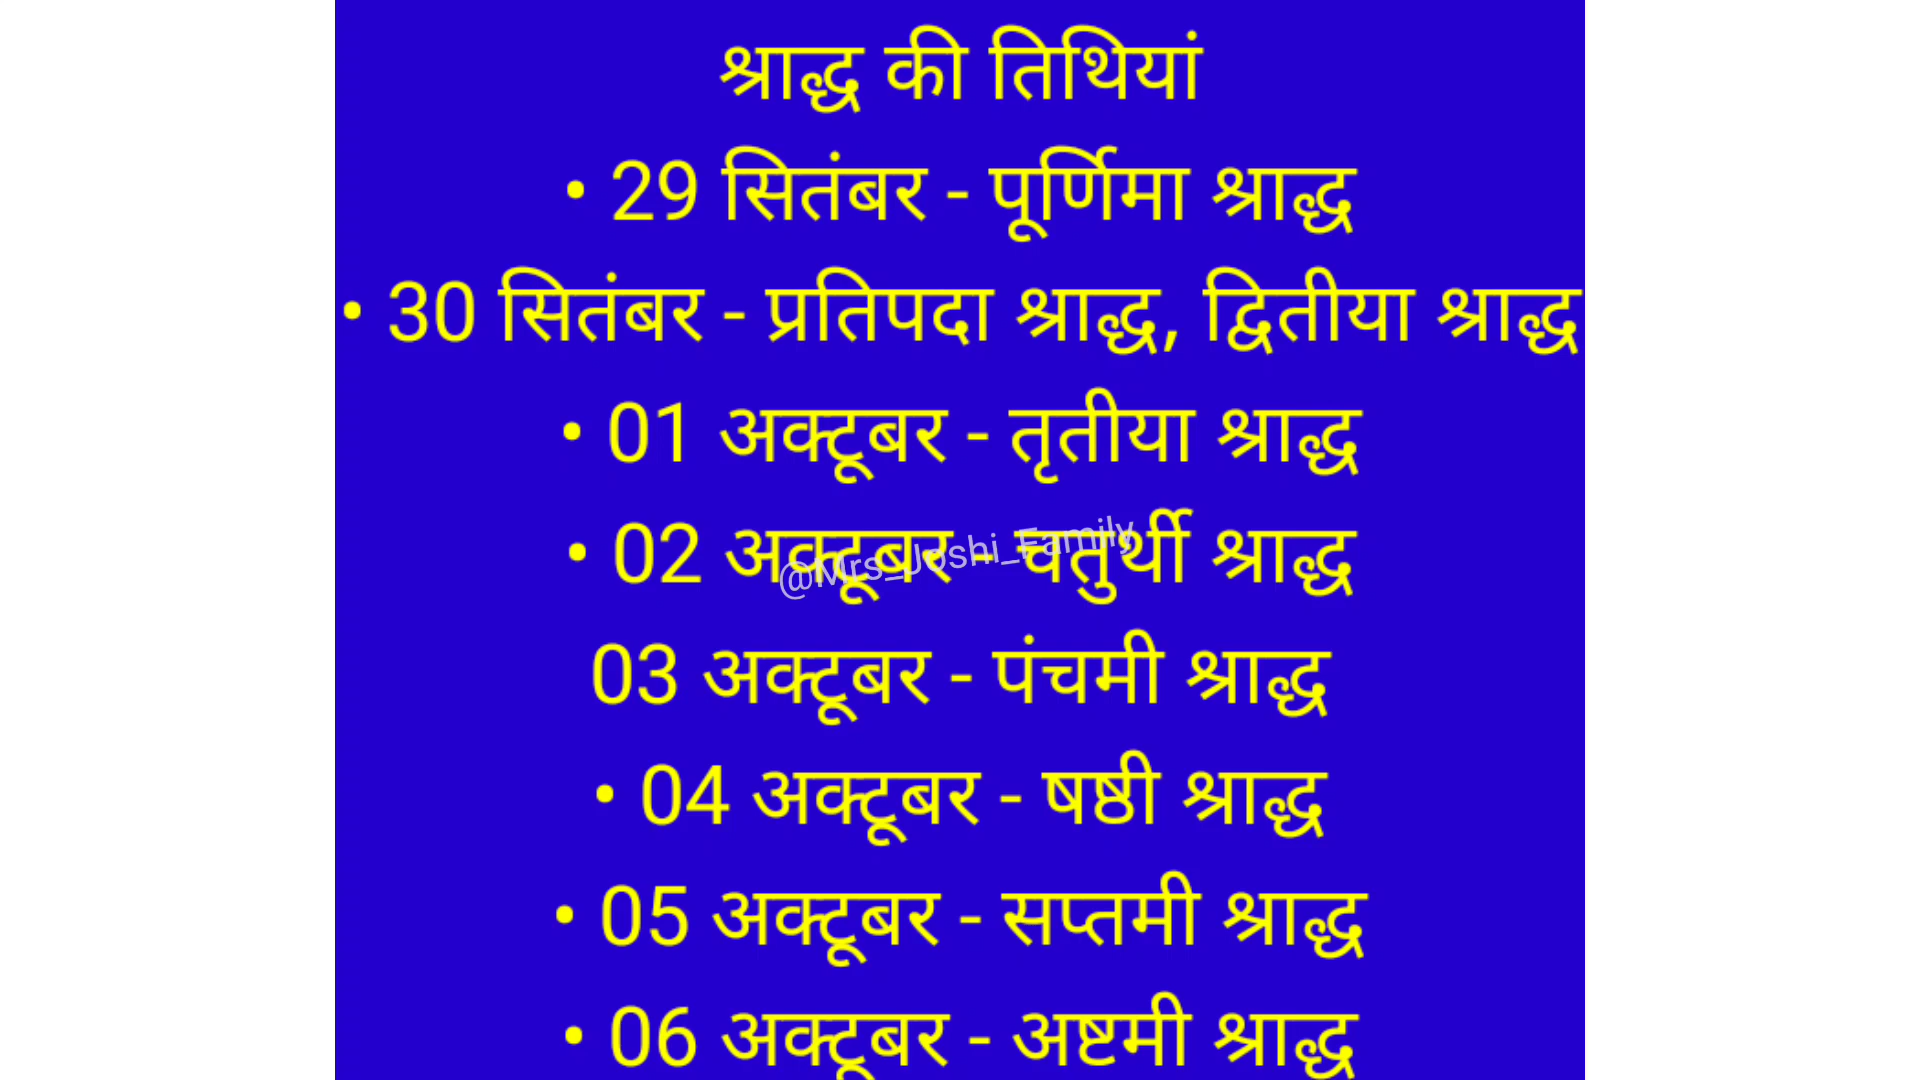 श्राद्ध की तिथियां
• 29 सितंबर - पूर्णिमा श्राद्ध
• 30 सितंबर - प्रतिपदा श्राद्ध, द्वितीया श्राद्ध
• 01 अक्टूबर - तृतीया श्राद्ध
• 02 अक्टूबर - चतुर्थी श्राद्ध
@Mrs_Joshi_Family
03 अक्टूबर - पंचमी श्राद्ध
• 04 अक्टूबर - षष्ठी श्राद्ध
• 05 अक्टूबर - सप्तमी श्राद्ध
• 06 अक्टूबर - अष्टमी श्राद्ध